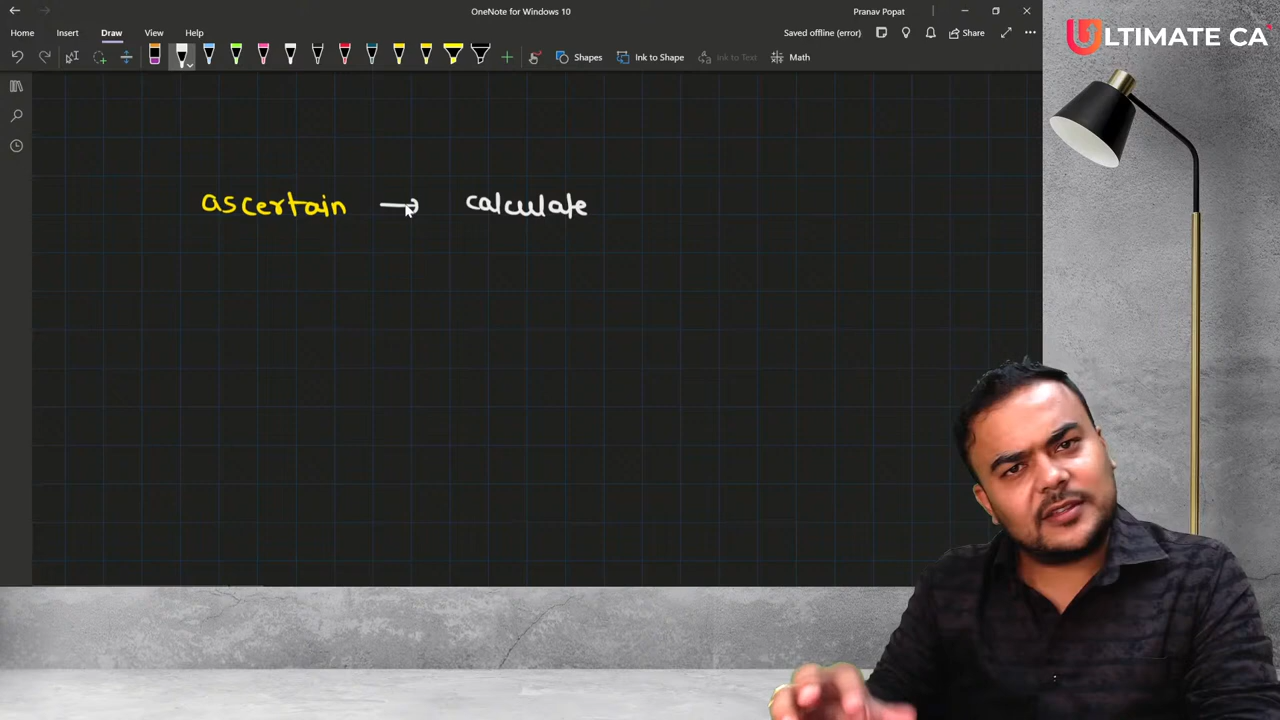 OneNote for Windows 10
Pranav Popat
Home Insert Draw View Help
Saved offline (error)
Share
Shapes
Ink to Shape
Ink to Text
Math
ULTIMATE CA
ascertain → calculate